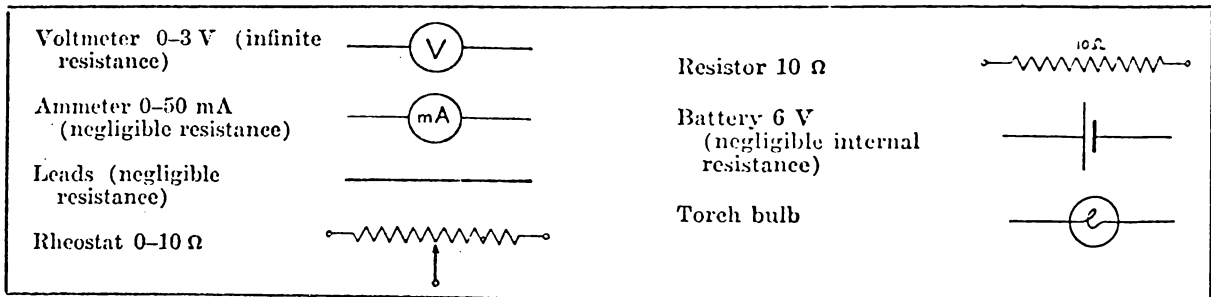 Voltmeter 0–3 V (infinite
resistance)
V
Ammeter 0–50 mA
(negligible resistance)
mA
Leads (negligible
resistance)
Rheostat 0–10 Ω
10Ω
Resistor 10 Ω
Battery 6 V
(negligible internal
resistance)
Torch bulb